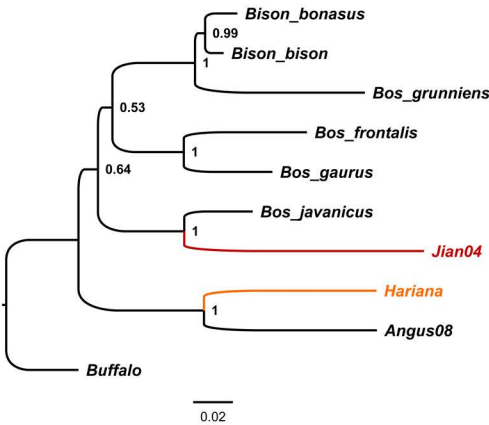 Bison_bonasus
0.99
Bison_bison
1
Bos_grunniens
0.53
Bos_frontalis
1
0.64
Bos_gaurus
Bos_javanicus
1
Jian04
Hariana
1
Angus08
Buffalo
0.02